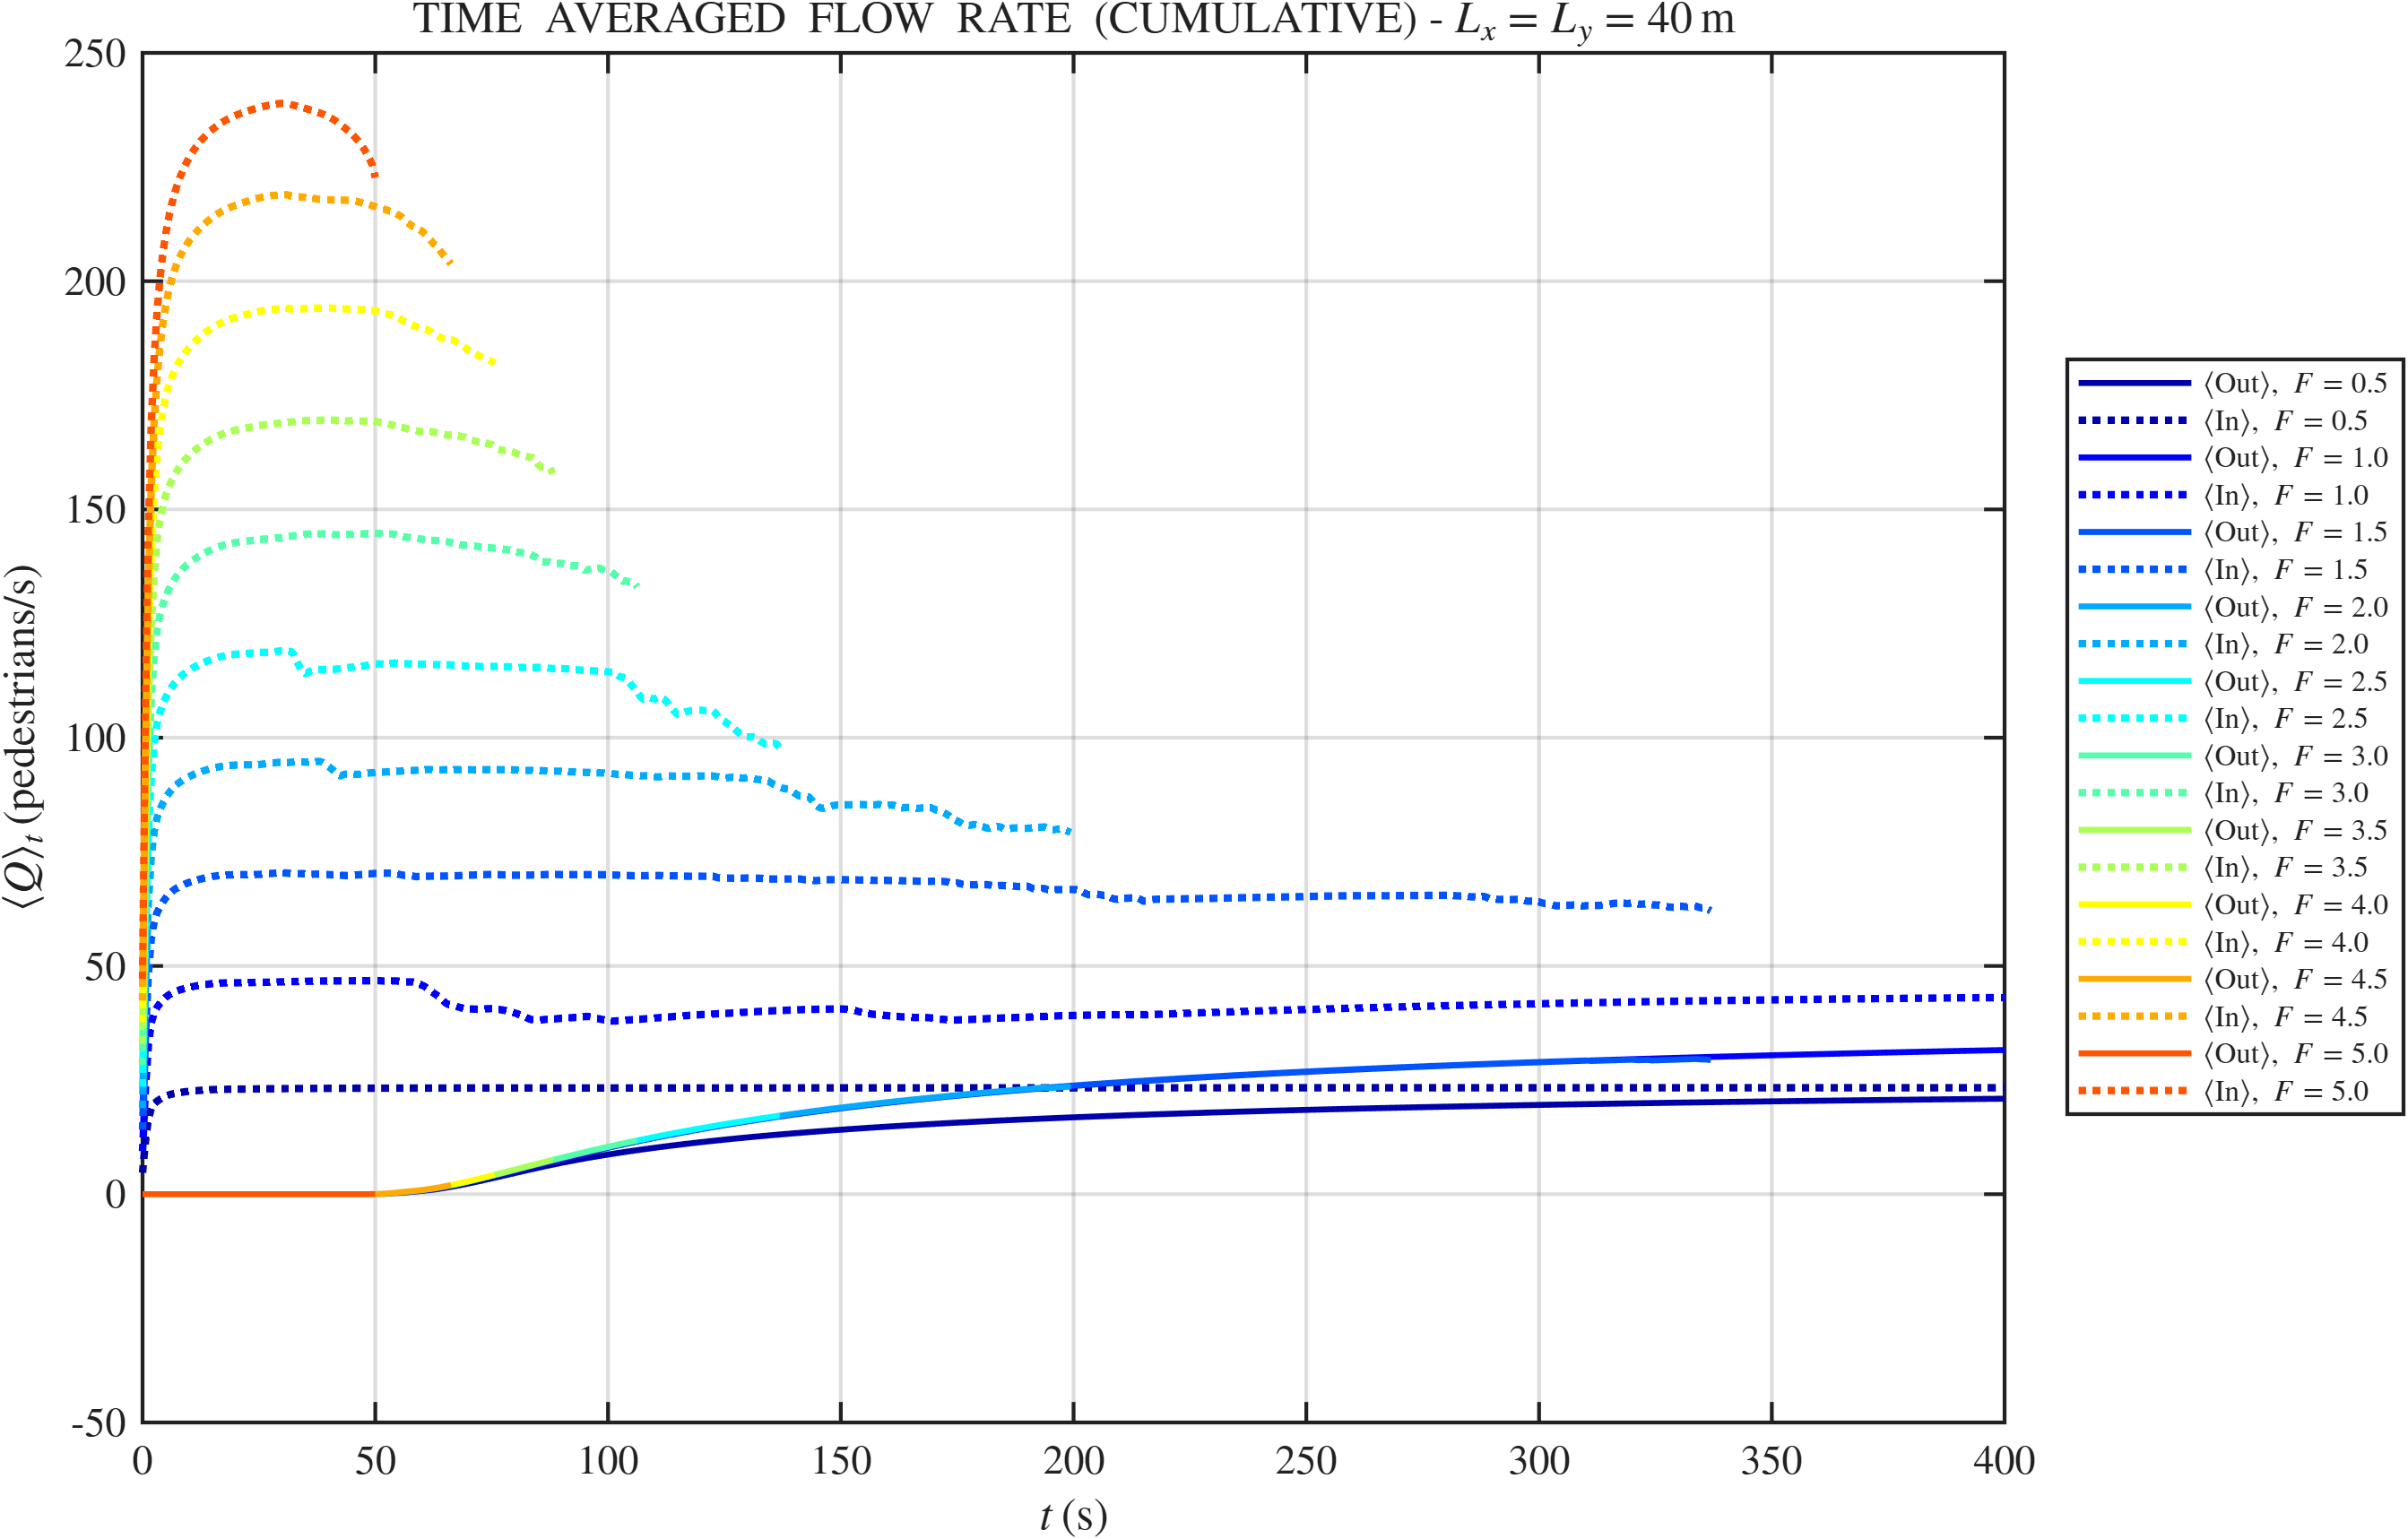 TIME AVERAGED FLOW RATE (CUMULATIVE) - Lx = Ly = 40 m
250
200
150
100
50
0
-50
⟨Q⟩t (pedestrians/s)
0 50 100 150 200 250 300 350 400
t (s)
⟨Out⟩, F = 0.5
⟨In⟩, F = 0.5
⟨Out⟩, F = 1.0
⟨In⟩, F = 1.0
⟨Out⟩, F = 1.5
⟨In⟩, F = 1.5
⟨Out⟩, F = 2.0
⟨In⟩, F = 2.0
⟨Out⟩, F = 2.5
⟨In⟩, F = 2.5
⟨Out⟩, F = 3.0
⟨In⟩, F = 3.0
⟨Out⟩, F = 3.5
⟨In⟩, F = 3.5
⟨Out⟩, F = 4.0
⟨In⟩, F = 4.0
⟨Out⟩, F = 4.5
⟨In⟩, F = 4.5
⟨Out⟩, F = 5.0
⟨In⟩, F = 5.0